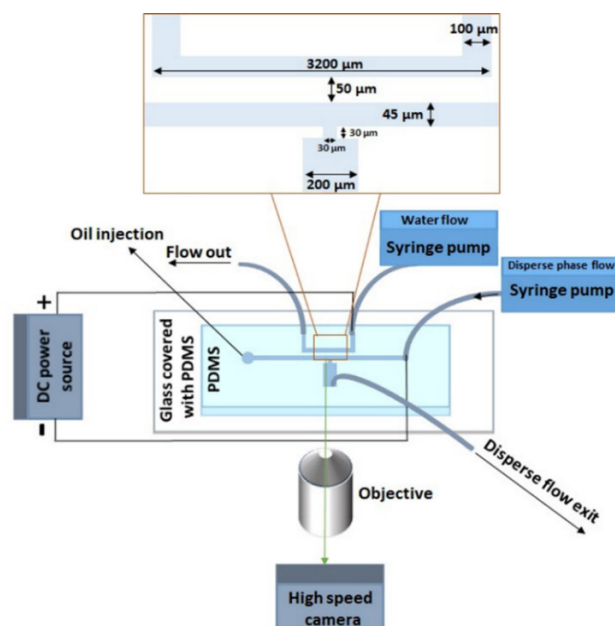 100 µm
3200 µm
50 µm
45 µm
30 µm
30 µm
200 µm
Water flow
Syringe pump
Oil injection
Flow out
Disperse phase flow
Syringe pump
+
DC power
source
-
Glass covered
with PDMS
PDMS
Objective
Disperse flow exit
High speed
camera